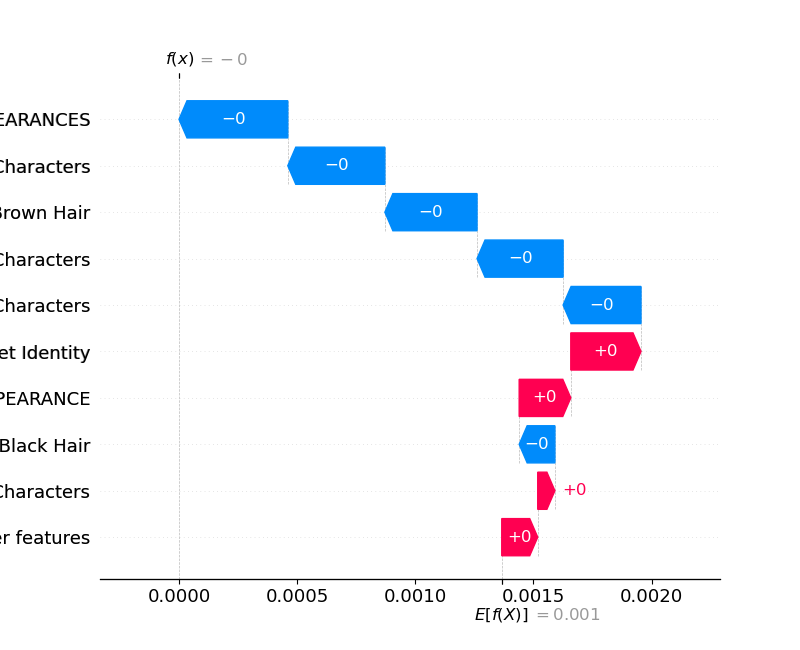 f(x) = −0
EARANCES
−0
Characters
−0
Brown Hair
−0
Characters
−0
Characters
−0
et Identity
+0
PEARANCE
+0
Black Hair
−0
Characters
+0
er features
+0
0.0000 0.0005 0.0010 0.0015 0.0020
E[f(X)] = 0.001